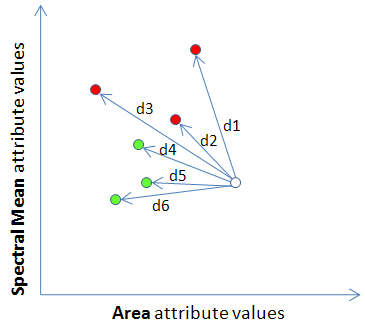 Spectral Mean attribute values
d1
d3
d2
d4
d5
d6
Area attribute values